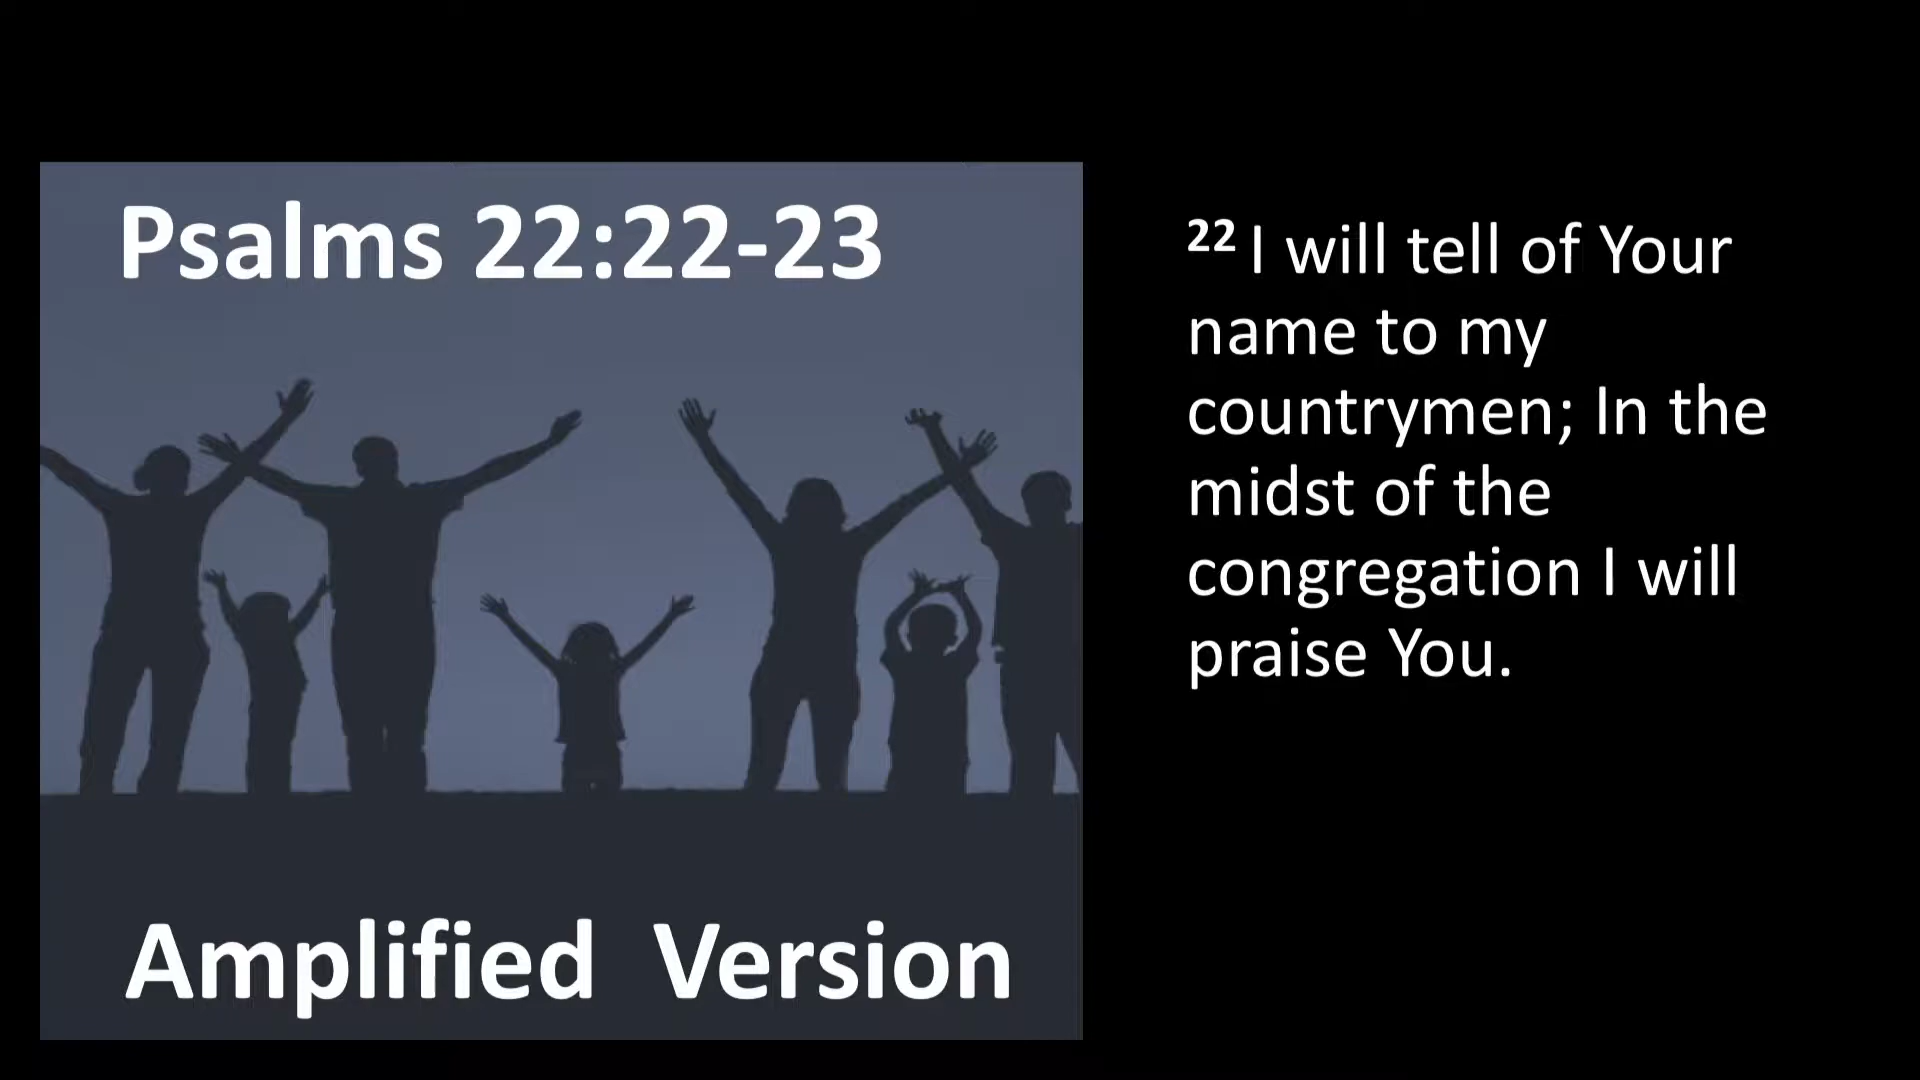 Psalms 22:22-23
Amplified Version
22 I will tell of Your
name to my
countrymen; In the
midst of the
congregation I will
praise You.